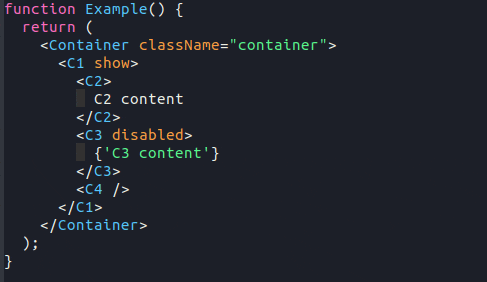 function Example() {
  return (
    <Container className="container">
      <C1 show>
        <C2>
          C2 content
        </C2>
        <C3 disabled>
          {'C3 content'}
        </C3>
        <C4 />
      </C1>
    </Container>
  );
}